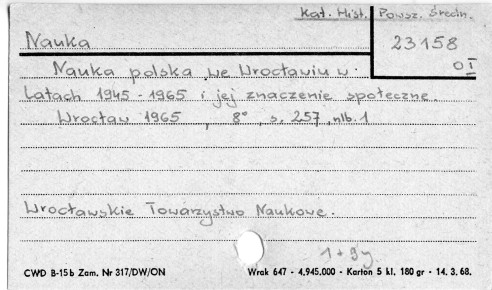 Kat. Hist. Powsz. Średn.
Nauka
23158
OI
Nauka polska we Wrocławiu w
latach 1945-1965 i jej znaczenie społeczne.
Wrocław 1965 , 8° , s. 257, nlb. 1
Wrocławskie Towarzystwo Naukowe.
CWD B-15b Zam. Nr 317/DW/ON
Wrak 647 - 4.945.000 - Karton 5 kl. 180 gr - 14. 3. 68.